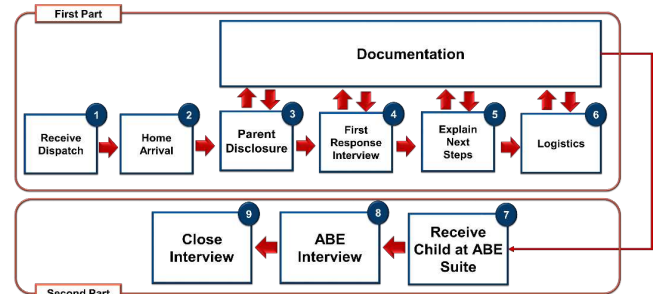 First Part
Documentation
1
Receive
Dispatch
2
Home
Arrival
3
Parent
Disclosure
4
First
Response
Interview
5
Explain
Next
Steps
6
Logistics
9
Close
Interview
8
ABE
Interview
7
Receive
Child at ABE
Suite
Second Part